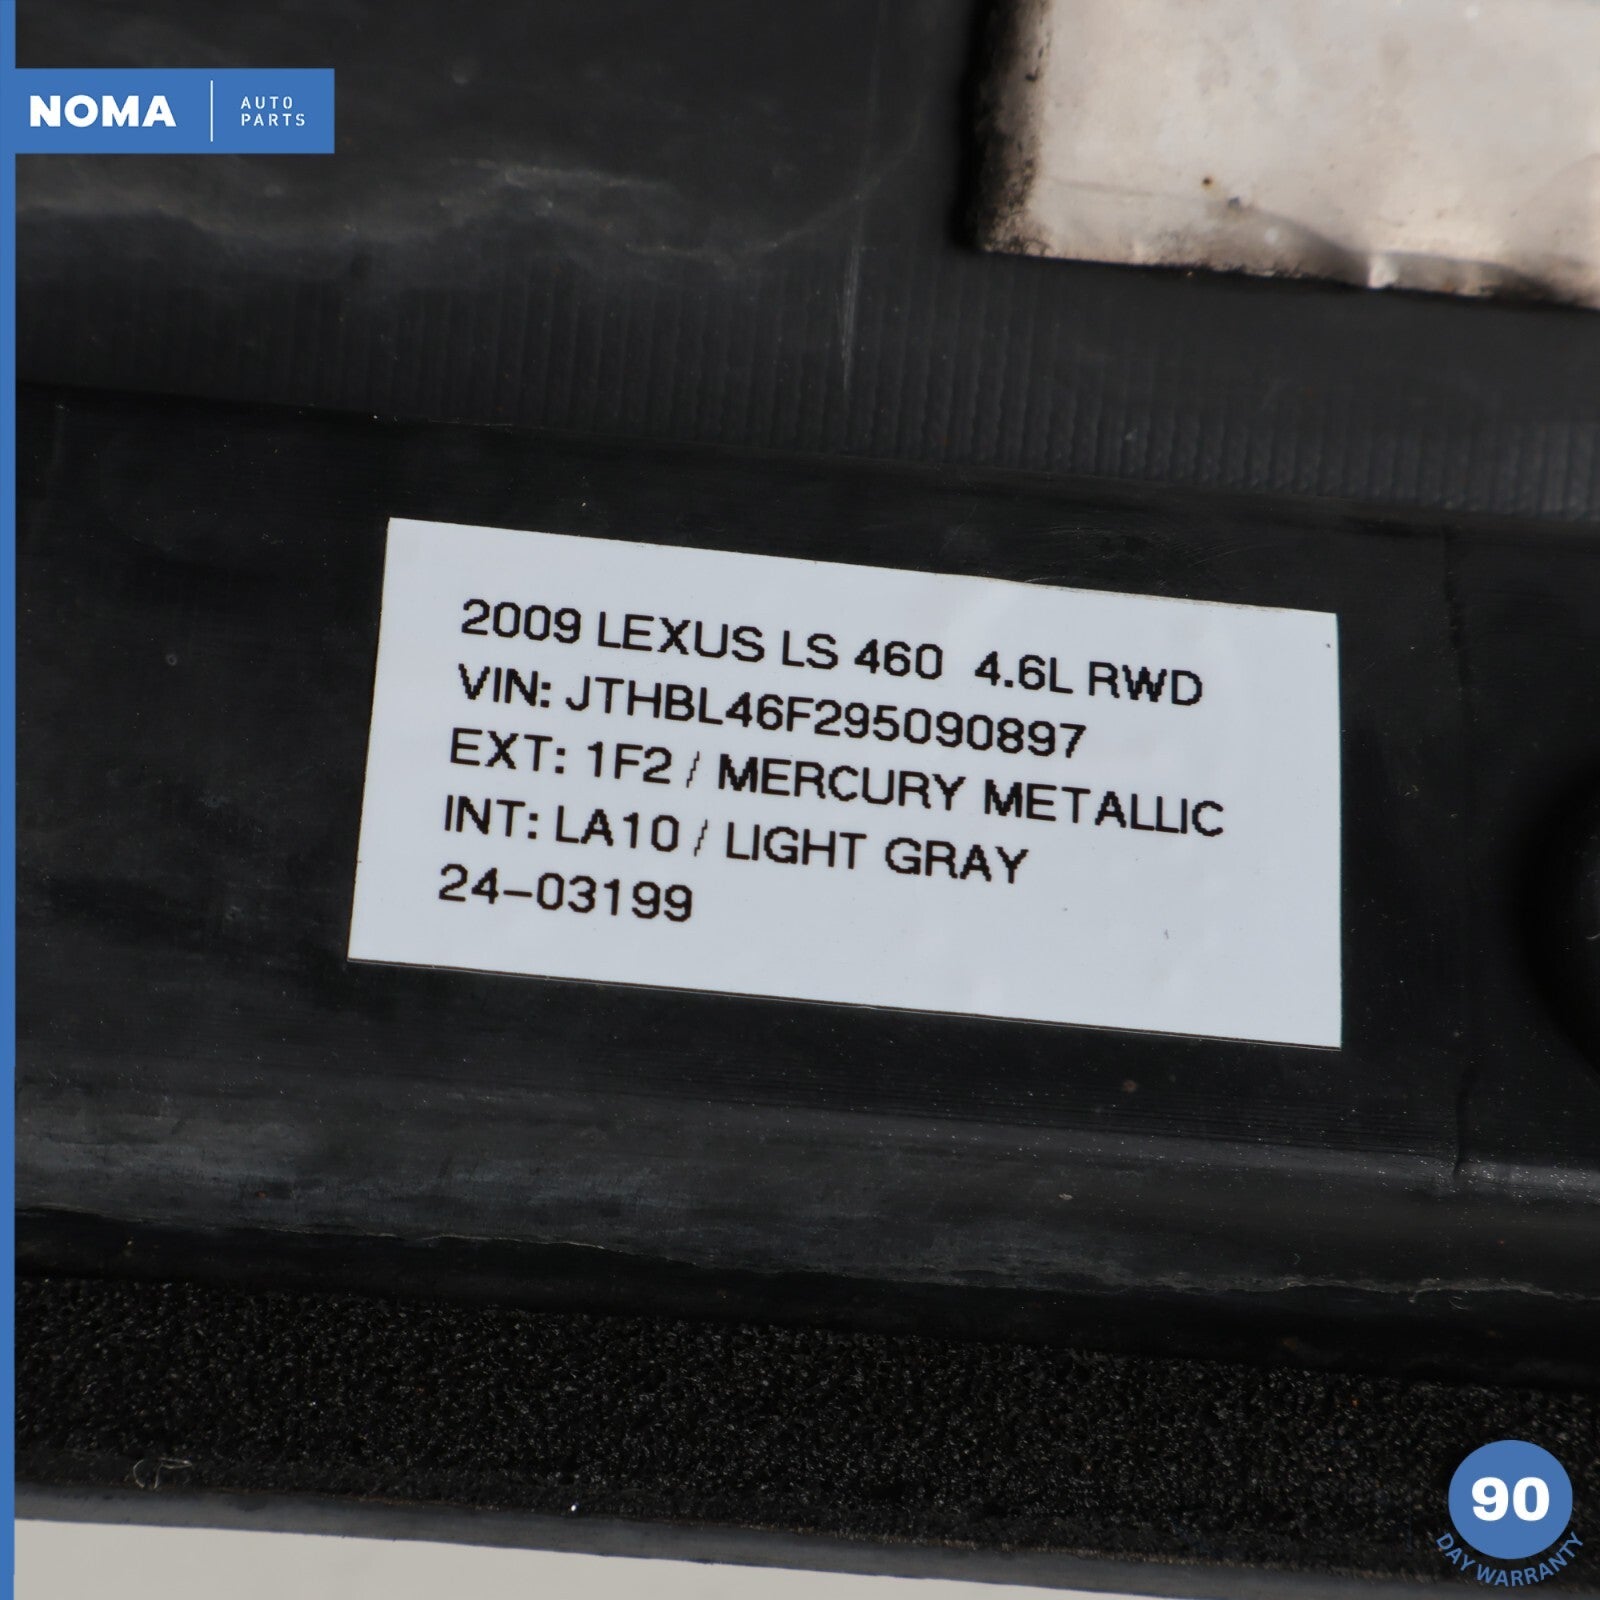 NOMA
AUTO
PARTS
2009 LEXUS LS 460  4.6L RWD
VIN: JTHBL46F295090897
EXT: 1F2 / MERCURY METALLIC
INT: LA10 / LIGHT GRAY
24-03199
90
DAY WARRANTY